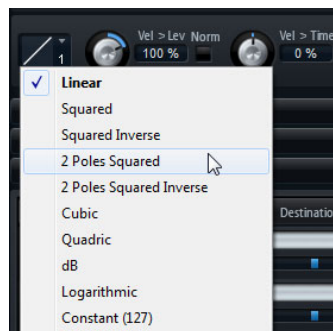 Vel > Lev Norm Vel > Time
1 100 % 0 %
Linear
Squared
Squared Inverse
2 Poles Squared
2 Poles Squared Inverse
Cubic
Destinatio
Quadric
dB
Logarithmic
Constant (127)